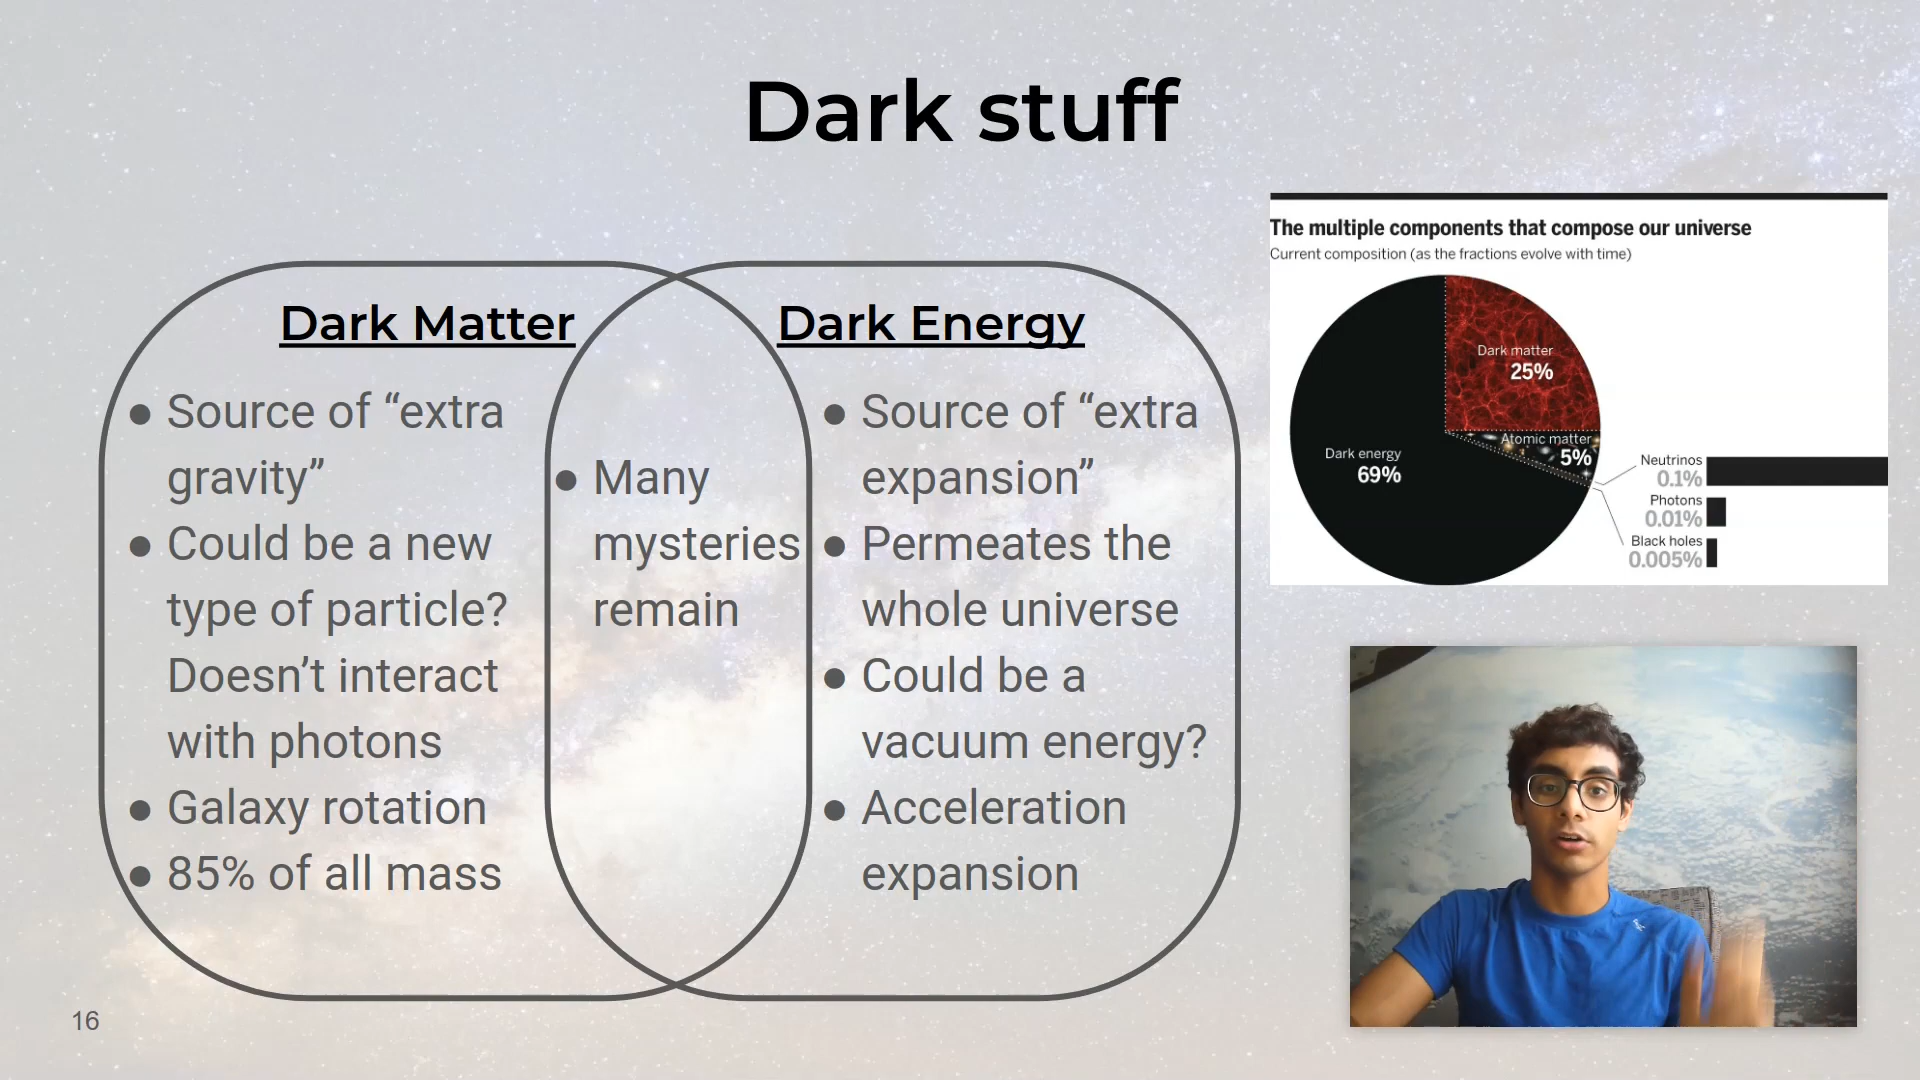 Dark stuff
Dark Matter
● Source of “extra
gravity”
● Could be a new
type of particle?
Doesn’t interact
with photons
● Galaxy rotation
● 85% of all mass
● Many
mysteries
remain
Dark Energy
● Source of “extra
expansion”
● Permeates the
whole universe
● Could be a
vacuum energy?
● Acceleration
expansion
The multiple components that compose our universe
Current composition (as the fractions evolve with time)
Dark matter
25%
Atomic matter
5%
Dark energy
69%
Neutrinos
0.1%
Photons
0.01%
Black holes
0.005%
16